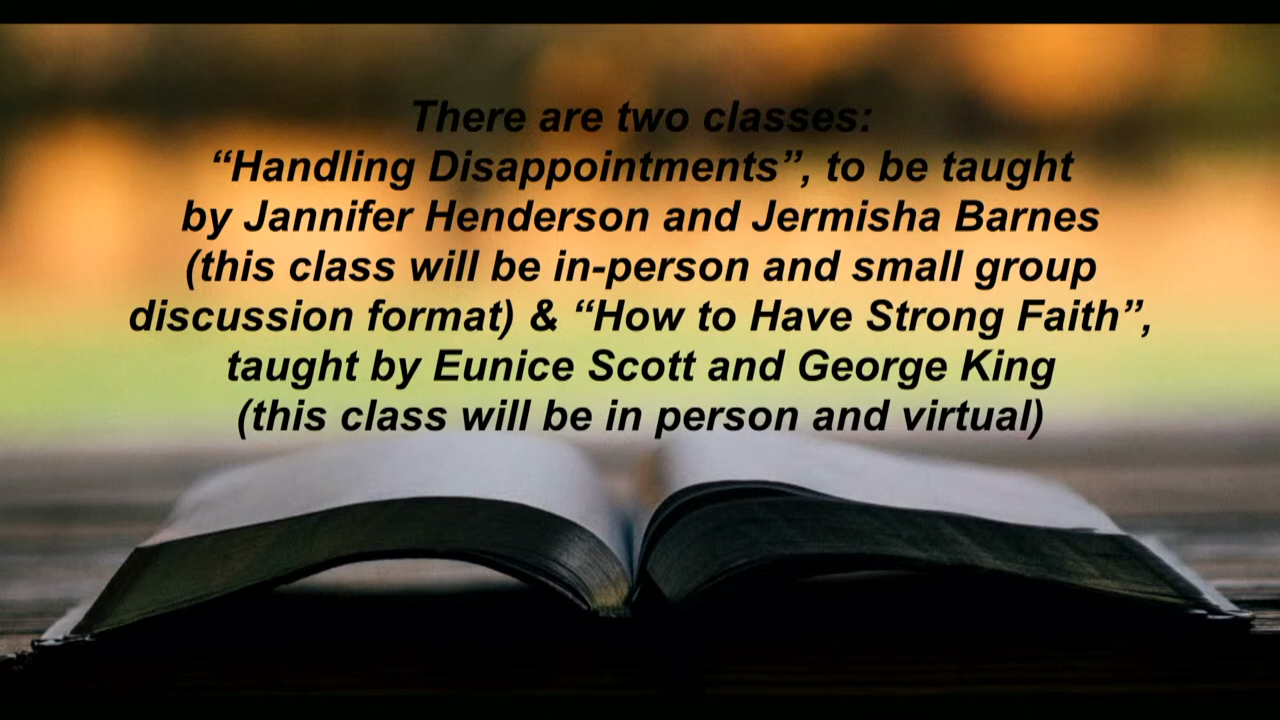 There are two classes:
“Handling Disappointments”, to be taught
by Jannifer Henderson and Jermisha Barnes
(this class will be in-person and small group
discussion format) & “How to Have Strong Faith”,
taught by Eunice Scott and George King
(this class will be in person and virtual)